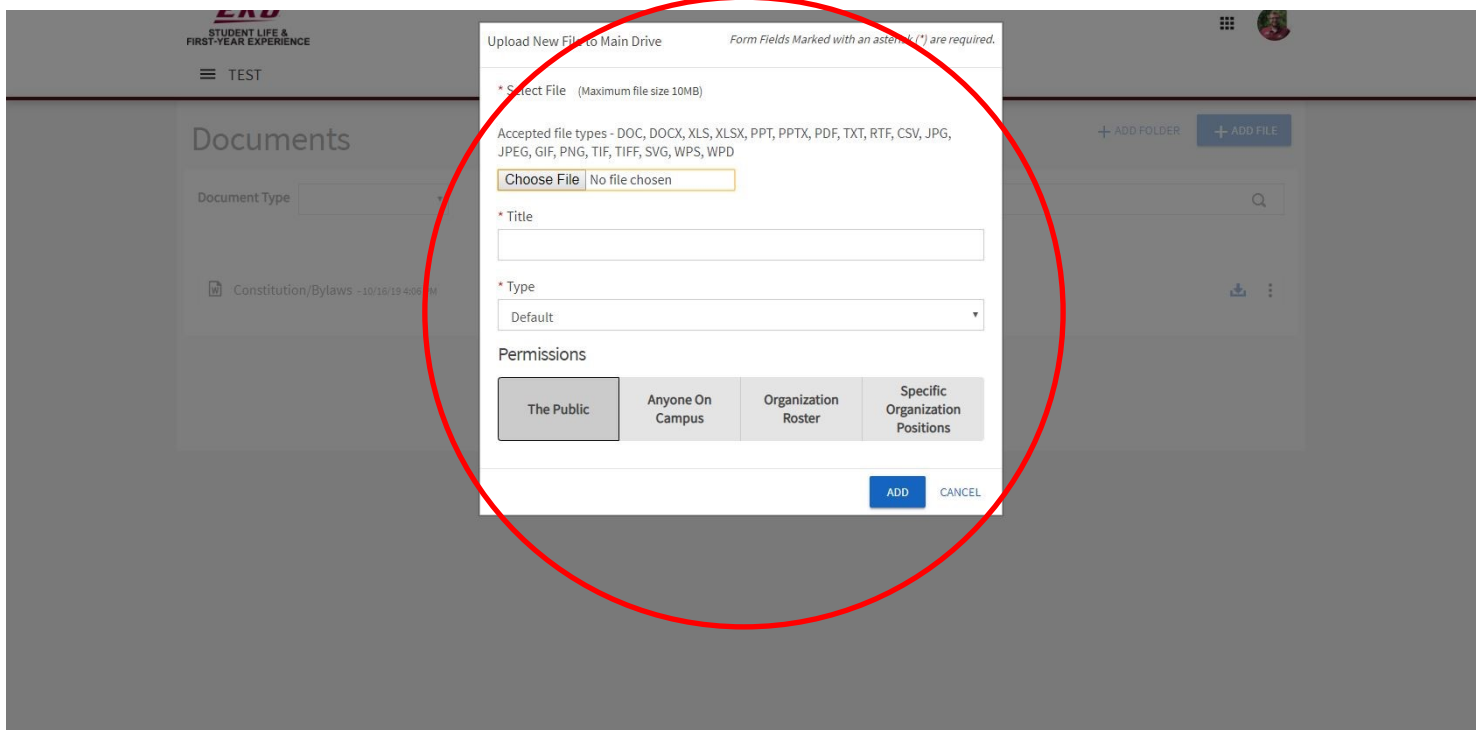 STUDENT LIFE &
FIRST-YEAR EXPERIENCE
TEST
Documents
+ ADD FOLDER
+ ADD FILE
Document Type
Constitution/Bylaws - 10/16/19 4:06 PM
Upload New File to Main Drive
Form Fields Marked with an asterisk (*) are required.
* Select File (Maximum file size 10MB)
Accepted file types - DOC, DOCX, XLS, XLSX, PPT, PPTX, PDF, TXT, RTF, CSV, JPG,
JPEG, GIF, PNG, TIF, TIFF, SVG, WPS, WPD
Choose File No file chosen
* Title
* Type
Default
Permissions
The Public
Anyone On
Campus
Organization
Roster
Specific
Organization
Positions
ADD
CANCEL